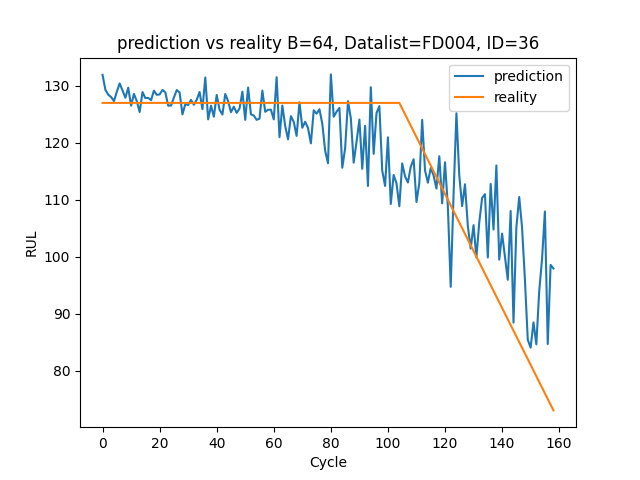 prediction vs reality B=64, Datalist=FD004, ID=36
prediction
reality
RUL
130
120
110
100
90
80
0 20 40 60 80 100 120 140 160
Cycle